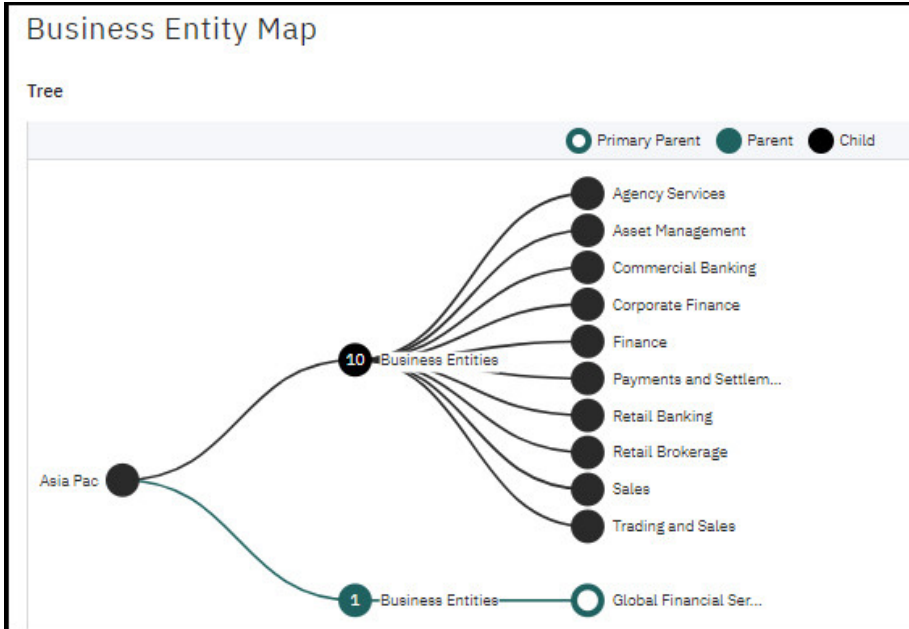 Business Entity Map
Tree
Primary Parent Parent Child
Agency Services
Asset Management
Commercial Banking
Corporate Finance
Finance
10 Business Entities
Payments and Settlem...
Retail Banking
Retail Brokerage
Asia Pac
Sales
Trading and Sales
1 Business Entities Global Financial Ser...